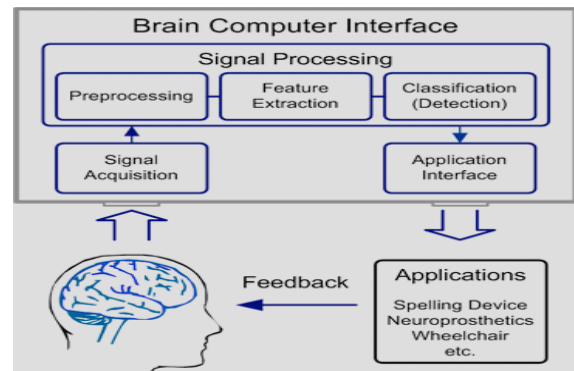 Brain Computer Interface
Signal Processing
Preprocessing
Feature
Extraction
Classification
(Detection)
Signal
Acquisition
Application
Interface
Feedback
Applications
Spelling Device
Neuroprosthetics
Wheelchair
etc.